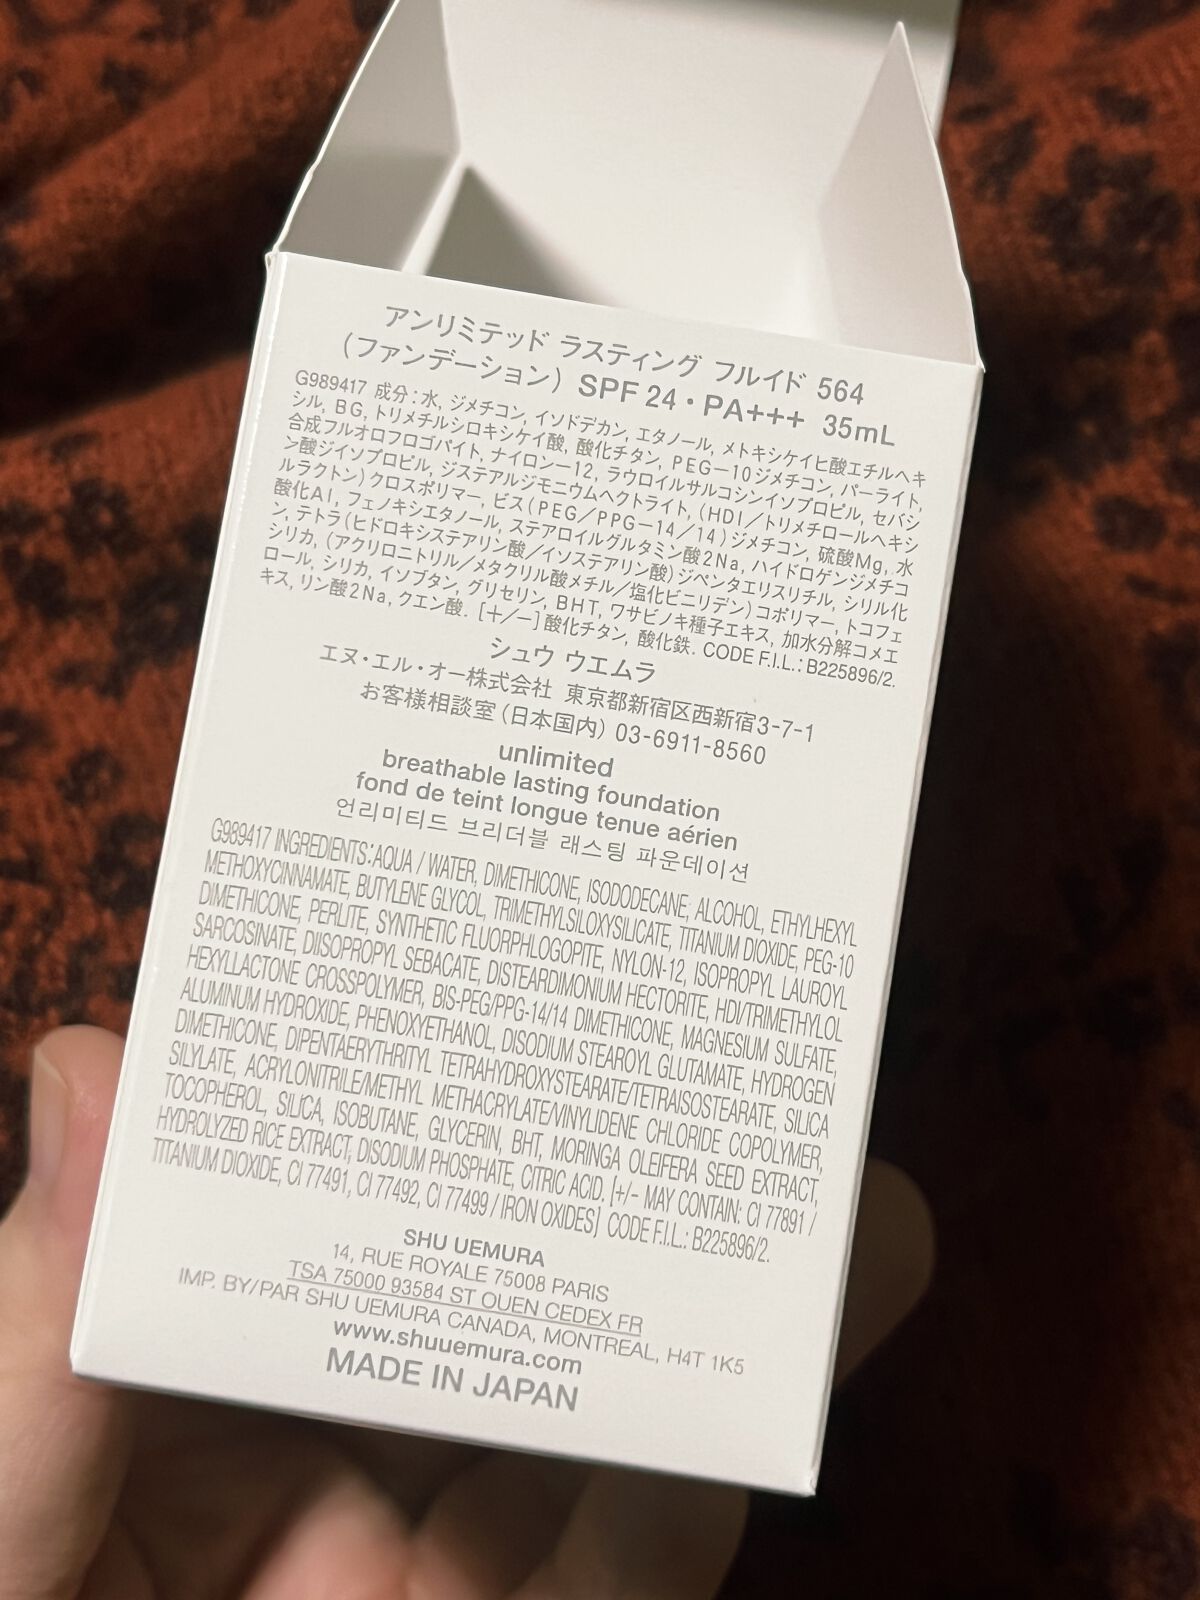 アンリミテッド ラスティング フルイド 564
(ファンデーション) SPF 24・PA+++ 35mL
G989417 成分：水, ジメチコン, イソドデカン, エタノール, メトキシケイヒ酸エチルヘキ
シル, BG, トリメチルシロキシケイ酸, 酸化チタン, PEG－10ジメチコン, パーライト,
合成フルオロフロゴパイト, ナイロン－12, ラウロイルサルコシンイソプロピル, セバシ
ン酸ジイソプロピル, ジステアルジモニウムヘクトライト, (HDI／トリメチロールヘキシ
ルラクトン)クロスポリマー, ビス(PEG／PPG－14／14)ジメチコン, 硫酸Mg, 水
酸化Al, フェノキシエタノール, ステアロイルグルタミン酸2Na, ハイドロゲンジメチコ
ン, テトラ(ヒドロキシステアリン酸／イソステアリン酸)ジペンタエリスリチル, シリル化
シリカ, (アクリロニトリル／メタクリル酸メチル／塩化ビニリデン)コポリマー, トコフェ
ロール, シリカ, イソブタン, グリセリン, BHT, ワサビノキ種子エキス, 加水分解コメエ
キス, リン酸2Na, クエン酸. [＋/－]酸化チタン, 酸化鉄. CODE F.I.L.: B225896/2.
シュウ ウエムラ
エヌ・エル・オー株式会社 東京都新宿区西新宿3-7-1
お客様相談室(日本国内) 03-6911-8560
unlimited
breathable lasting foundation
fond de teint longue tenue aérien
언리미티드 브리더블 래스팅 파운데이션
G989417 INGREDIENTS: AQUA / WATER, DIMETHICONE, ISODODECANE, ALCOHOL, ETHYLHEXYL
METHOXYCINNAMATE, BUTYLENE GLYCOL, TRIMETHYLSILOXYSILICATE, TITANIUM DIOXIDE, PEG-10
DIMETHICONE, PERLITE, SYNTHETIC FLUORPHLOGOPITE, NYLON-12, ISOPROPYL LAUROYL
SARCOSINATE, DIISOPROPYL SEBACATE, DISTEARDIMONIUM HECTORITE, HDI/TRIMETHYLOL
HEXYLLACTONE CROSSPOLYMER, BIS-PEG/PPG-14/14 DIMETHICONE, MAGNESIUM SULFATE,
ALUMINUM HYDROXIDE, PHENOXYETHANOL, DISODIUM STEAROYL GLUTAMATE, HYDROGEN
DIMETHICONE, DIPENTAERYTHRITYL TETRAHYDROXYSTEARATE/TETRAISOSTEARATE, SILICA
SILYLATE, ACRYLONITRILE/METHYL METHACRYLATE/VINYLIDENE CHLORIDE COPOLYMER,
TOCOPHEROL, SILICA, ISOBUTANE, GLYCERIN, BHT, MORINGA OLEIFERA SEED EXTRACT,
HYDROLYZED RICE EXTRACT, DISODIUM PHOSPHATE, CITRIC ACID, [+/- MAY CONTAIN: CI 77891 /
TITANIUM DIOXIDE, CI 77491, CI 77492, CI 77499 / IRON OXIDES] CODE F.I.L.: B225896/2.
SHU UEMURA
14, RUE ROYALE 75008 PARIS
TSA 75000 93584 ST OUEN CEDEX FR
IMP. BY/PAR SHU UEMURA CANADA, MONTREAL, H4T 1K5
www.shuuemura.com
MADE IN JAPAN